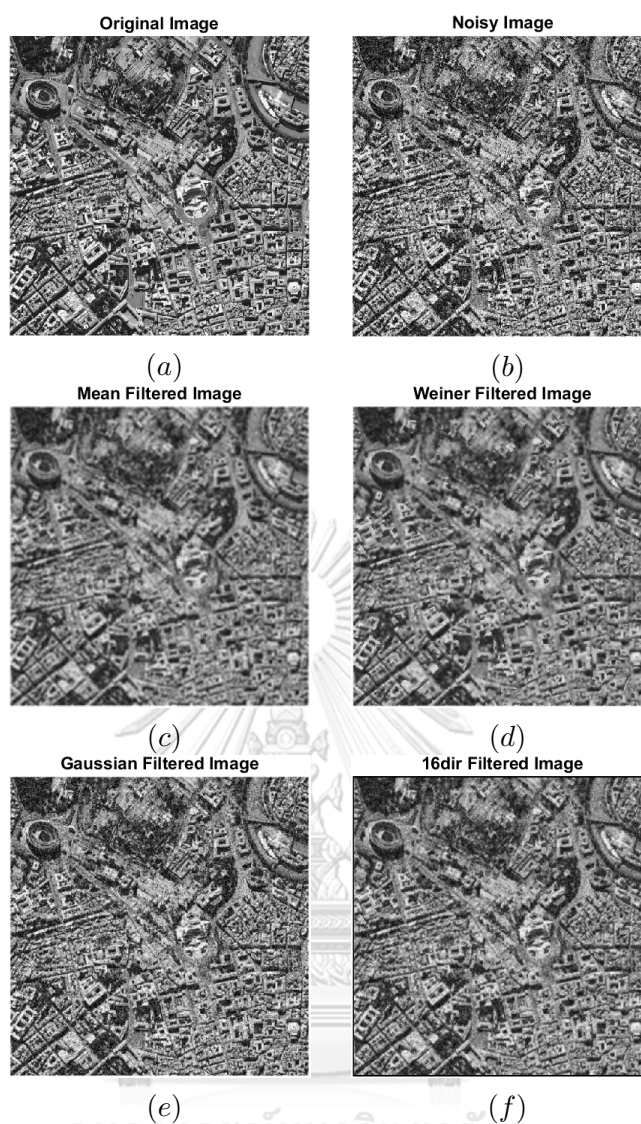 Original Image Noisy Image
(a) (b)
Mean Filtered Image Weiner Filtered Image
(c) (d)
Gaussian Filtered Image 16dir Filtered Image
(e) (f)